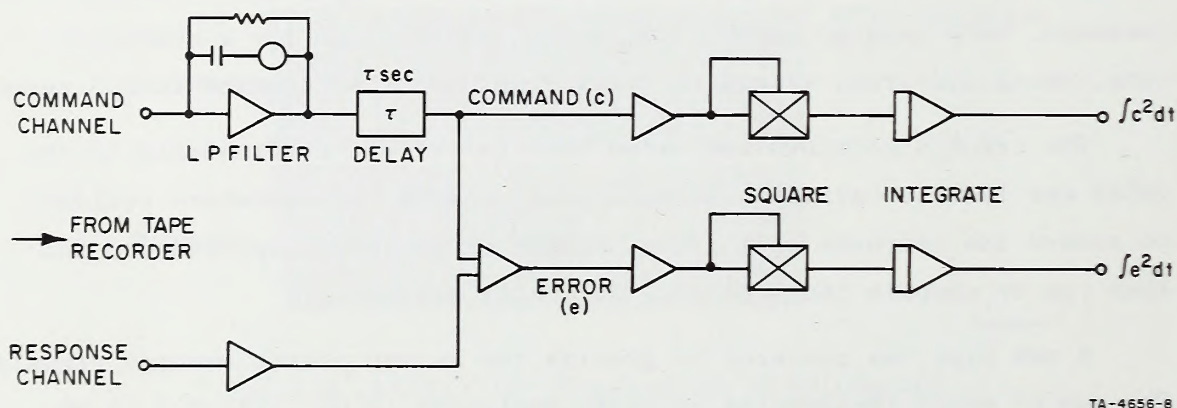 τ sec
COMMAND CHANNEL
τ
COMMAND (c)
∫c²dt
L P FILTER
DELAY
SQUARE
INTEGRATE
FROM TAPE RECORDER
∫e²dt
ERROR (e)
RESPONSE CHANNEL
TA-4656-8